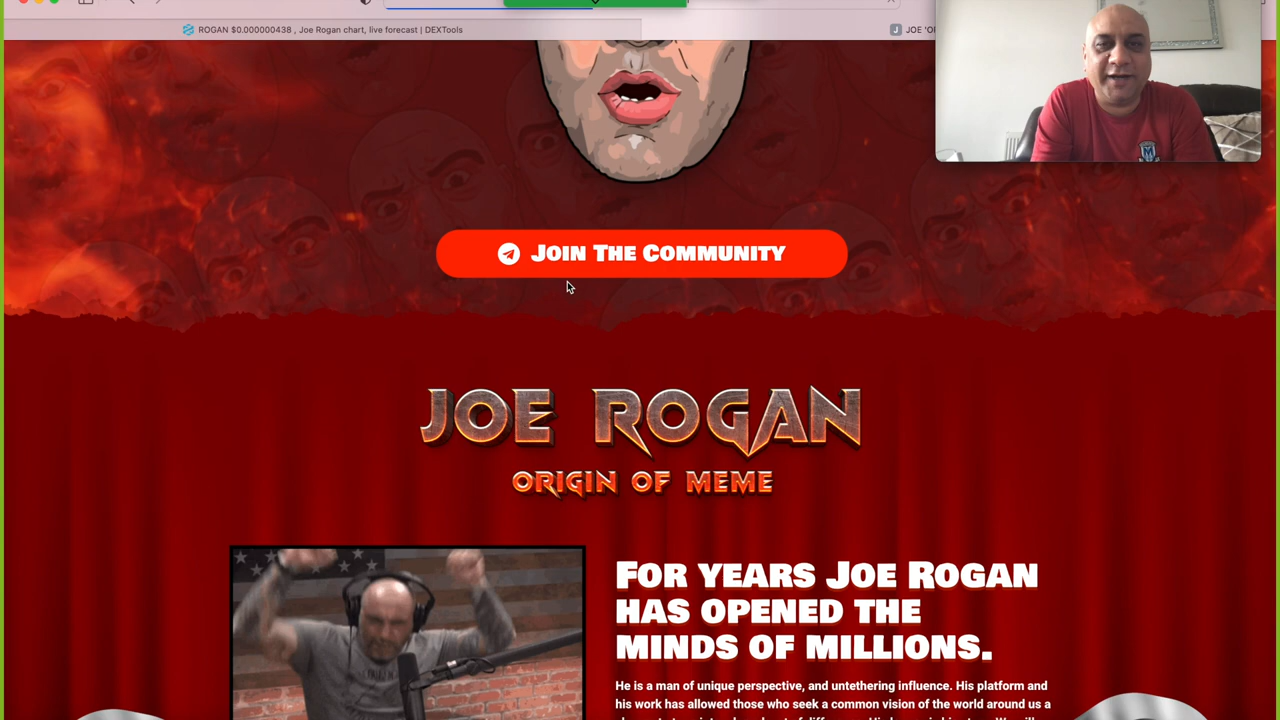 ROGAN $0.000000438 , Joe Rogan chart, live forecast | DEXTools
J JOE 'O
JOIN THE COMMUNITY
JOE ROGAN
ORIGIN OF MEME
FOR YEARS JOE ROGAN
HAS OPENED THE
MINDS OF MILLIONS.
He is a man of unique perspective, and untethering influence. His platform and
his work has allowed those who seek a common vision of the world around us a